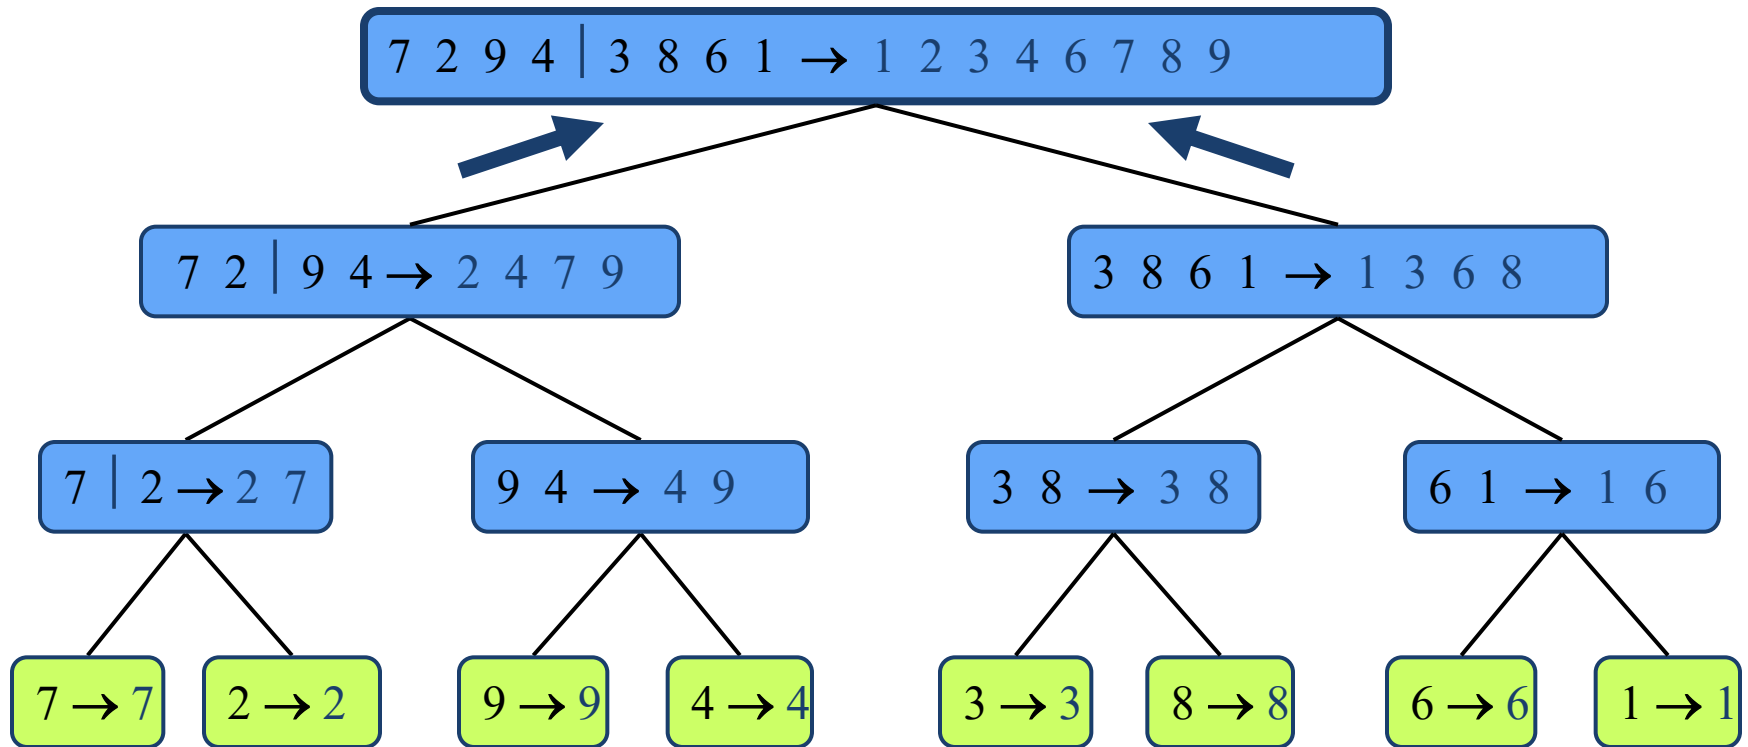 7 2 9 4 | 3 8 6 1 → 1 2 3 4 6 7 8 9
7 2 | 9 4 → 2 4 7 9
3 8 6 1 → 1 3 6 8
7 | 2 → 2 7
9 4 → 4 9
3 8 → 3 8
6 1 → 1 6
7 → 7
2 → 2
9 → 9
4 → 4
3 → 3
8 → 8
6 → 6
1 → 1